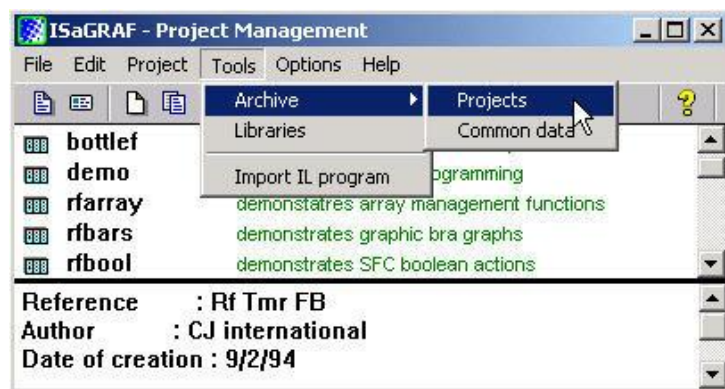 ISaGRAF - Project Management
File Edit Project Tools Options Help
Archive Projects
Libraries Common data
Import IL program
bottlef
demo ogramming
rfarray demonstatres array management functions
rfbars demonstrates graphic bra graphs
rfbool demonstrates SFC boolean actions
Reference : Rf Tmr FB
Author : CJ international
Date of creation : 9/2/94